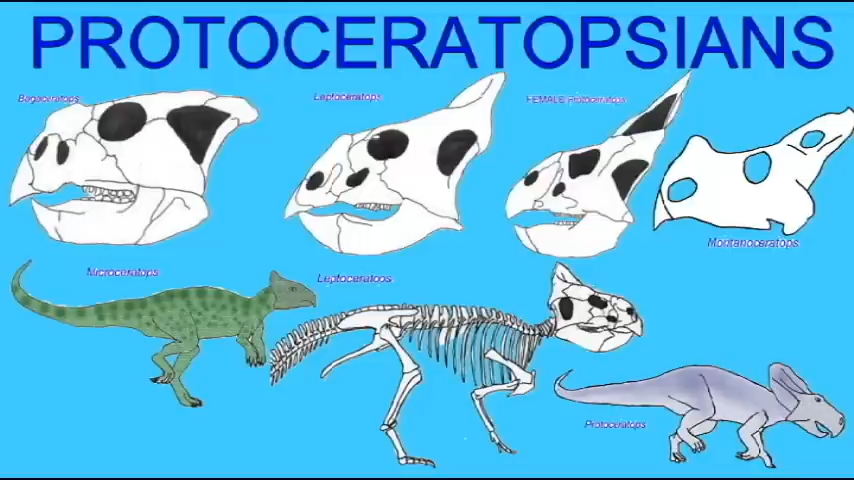 PROTOCERATOPSIANS
Bagaceratops
Leptoceratops
FEMALE Protoceratops
Montanoceratops
Microceratops
Leptoceratops
Protoceratops